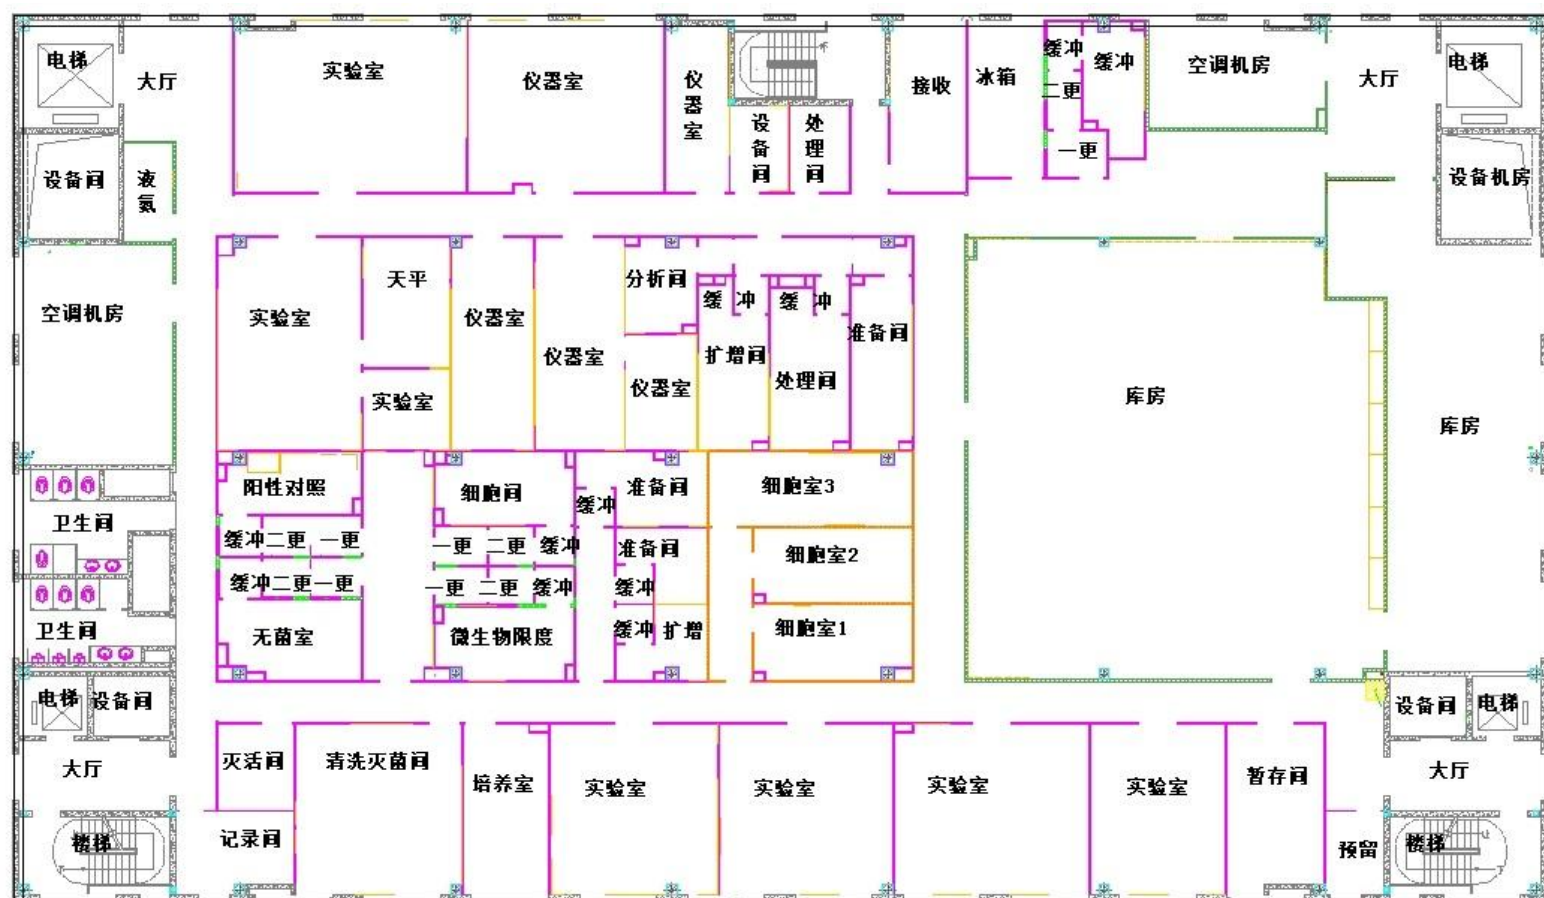 电梯
大厅
实验室
仪器室
仪器室
设备间
处理间
接收
冰箱
缓冲
二更
一更
缓冲
空调机房
大厅
电梯
设备间
液氮
设备机房
空调机房
实验室
天平
实验室
仪器室
仪器室
分析间
仪器室
缓 冲
扩增间
缓 冲
处理间
准备间
库房
库房
阳性对照
缓冲 二更 一更
缓冲 二更 一更
无菌室
细胞间
一更 二更 缓冲
一更 二更 缓冲
微生物限度
缓冲
准备间
准备间
缓冲
缓冲
扩增
细胞室3
细胞室2
细胞室1
卫生间
卫生间
电梯
设备间
大厅
楼梯
灭活间
记录间
清洗灭菌间
培养室
实验室
实验室
实验室
实验室
暂存间
预留
设备间
电梯
大厅
楼梯